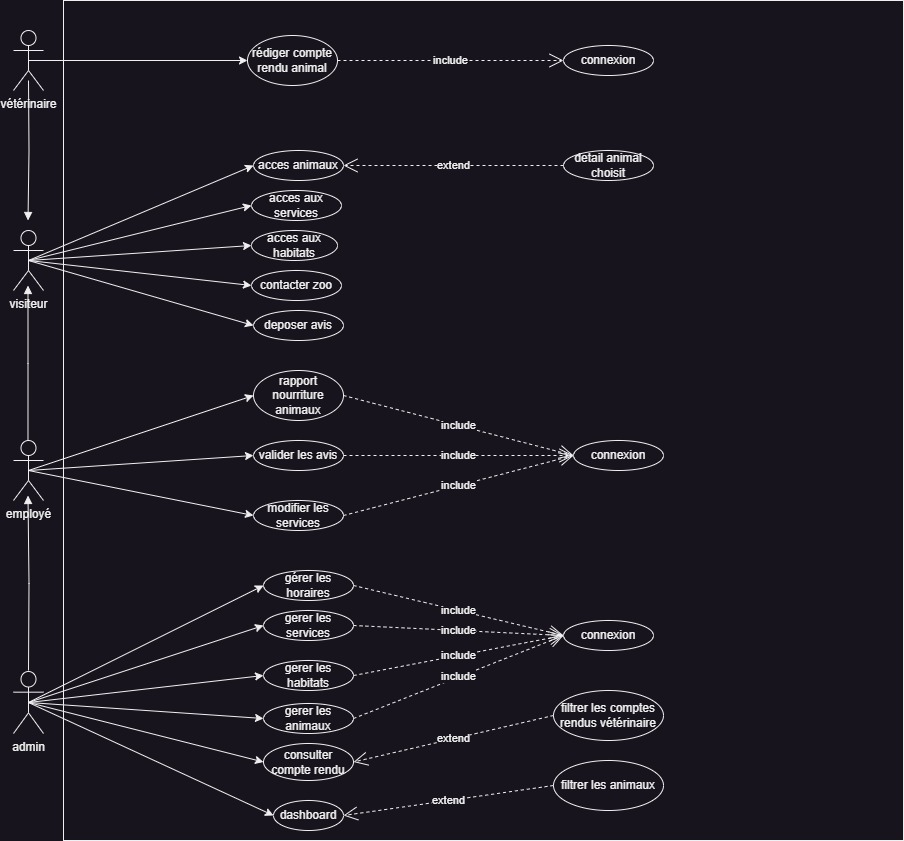 rédiger compte
rendu animal
include
connexion
vétérinaire
acces animaux
extend
detail animal
choisit
acces aux
services
acces aux
habitats
visiteur
contacter zoo
deposer avis
rapport
nourriture
animaux
include
valider les avis
include
connexion
include
modifier les
services
employé
gérer les
horaires
include
gerer les
services
include
connexion
include
gerer les
habitats
include
gerer les
animaux
filtrer les comptes
rendus vétérinaire
extend
admin
consulter
compte rendu
filtrer les animaux
extend
dashboard